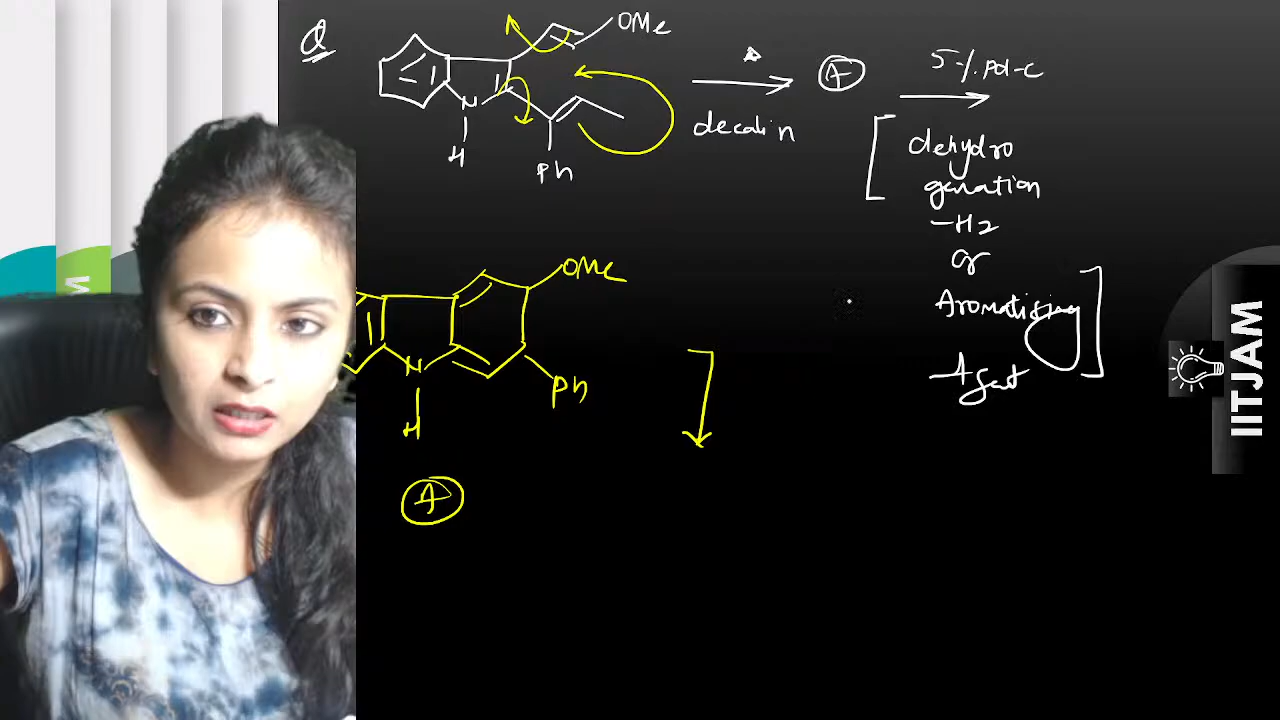 Q
OMe
N
H
Ph
Δ
decalin
A
5-/. Pd-C
dehydro
genation
-H2
or
Aromatising
Agent
OMe
N
H
Ph
A
IITJAM